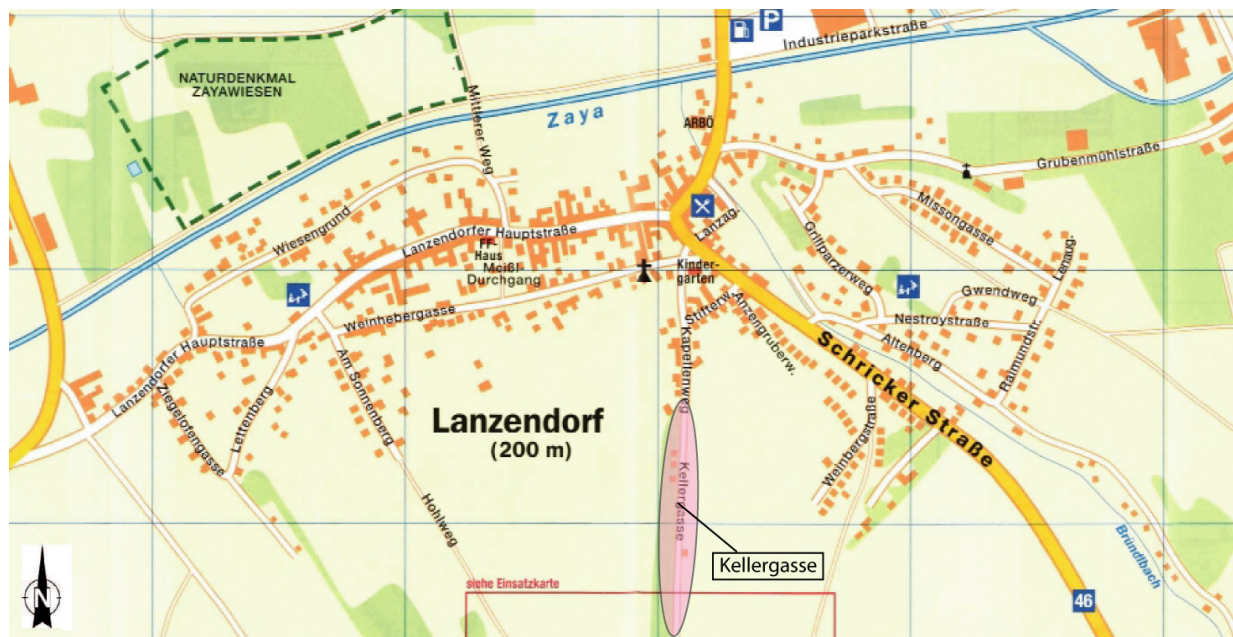 P
Industrieparkstraße
NATURDENKMAL
ZAYAWIESEN
Mittlerer Weg
Zaya
ARBÖ
Grubenmühlstraße
Wiesengrund
Lanzendorfer Hauptstraße
FF-
Haus
Meißl-
Durchgang
Lanzag.
Kinder-
garten
Missongasse
Grillparzerweg
Lenaug.
Gwendweg
Nestroystraße
Weinhebergasse
Stifterw.
Anzengruberw.
Kapellenweg
Altenberg
Raimundstr.
Lanzendorfer Hauptstraße
Ziegelofengasse
Lettenberg
Am Sonnenberg
Schricker Straße
Lanzendorf
(200 m)
Weinbergstraße
Kellergasse
Hohlweg
Kellergasse
Bründlbach
siehe Einsatzkarte
46
N